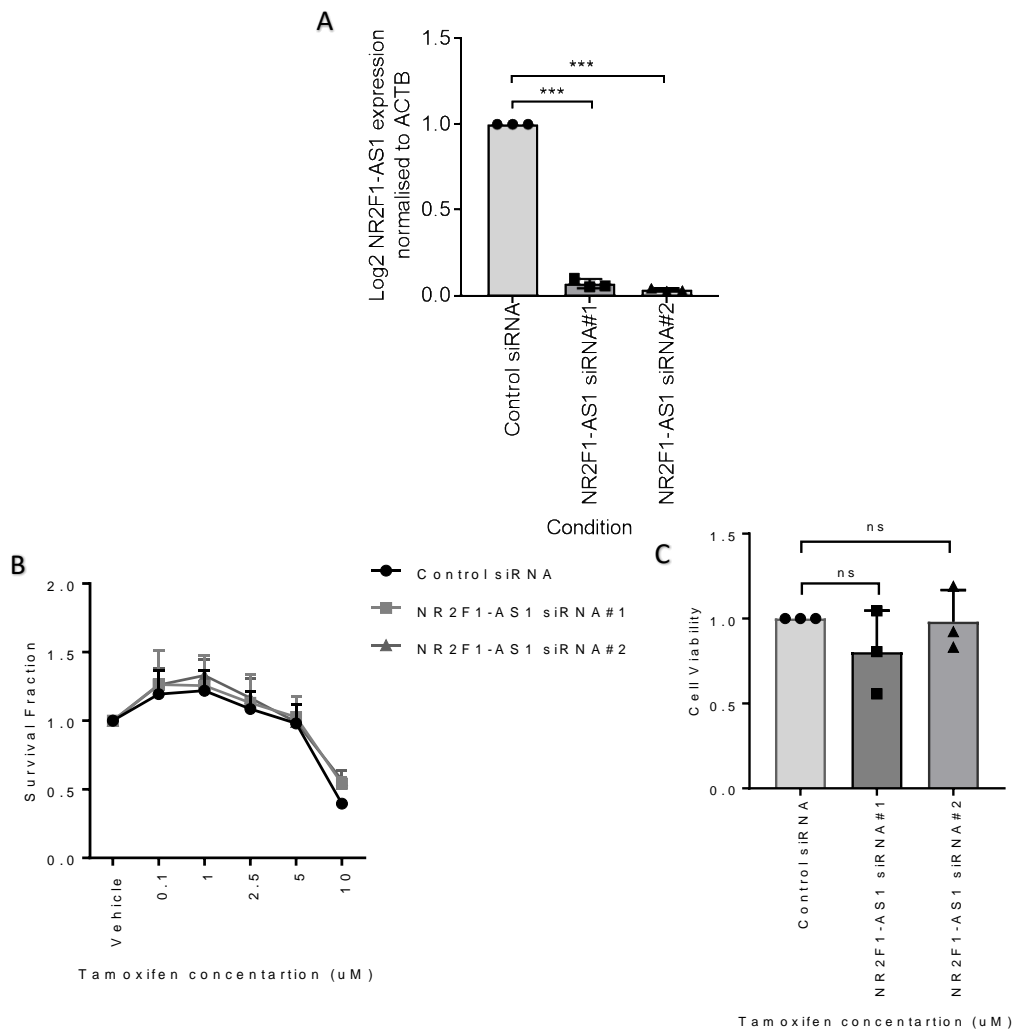 A
Log2 NR2F1-AS1 expression
normalised to ACTB
1.5
1.0
0.5
0.0
***
***
Control siRNA
NR2F1-AS1 siRNA#1
NR2F1-AS1 siRNA#2
Condition
B
Survival Fraction
2.0
1.5
1.0
0.5
0.0
Vehicle
0.1
1
2.5
5
10
Tamoxifen concentartion (uM)
Control siRNA
NR2F1-AS1 siRNA#1
NR2F1-AS1 siRNA#2
C
Cell Viability
1.5
1.0
0.5
0.0
ns
ns
Control siRNA
NR2F1-AS1 siRNA#1
NR2F1-AS1 siRNA#2
Tamoxifen concentartion (uM)